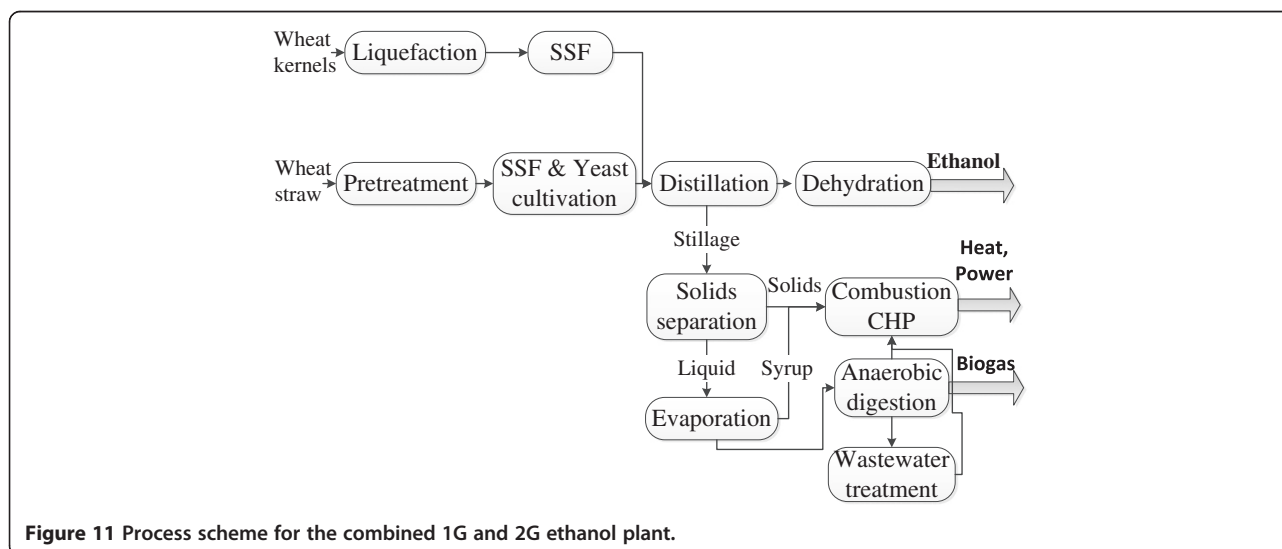 Wheat
kernels
Liquefaction
SSF
Wheat
straw
Pretreatment
SSF & Yeast
cultivation
Distillation
Dehydration
Ethanol
Stillage
Solids
separation
Solids
Combustion
CHP
Heat,
Power
Liquid
Syrup
Evaporation
Anaerobic
digestion
Biogas
Wastewater
treatment
Figure 11 Process scheme for the combined 1G and 2G ethanol plant.